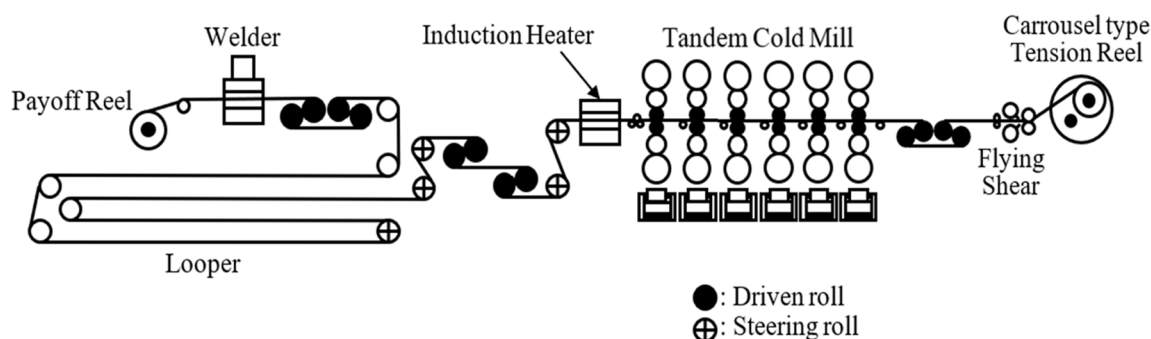 Payoff Reel
Welder
Looper
Induction Heater
Tandem Cold Mill
Flying
Shear
Carrousel type
Tension Reel
: Driven roll
: Steering roll